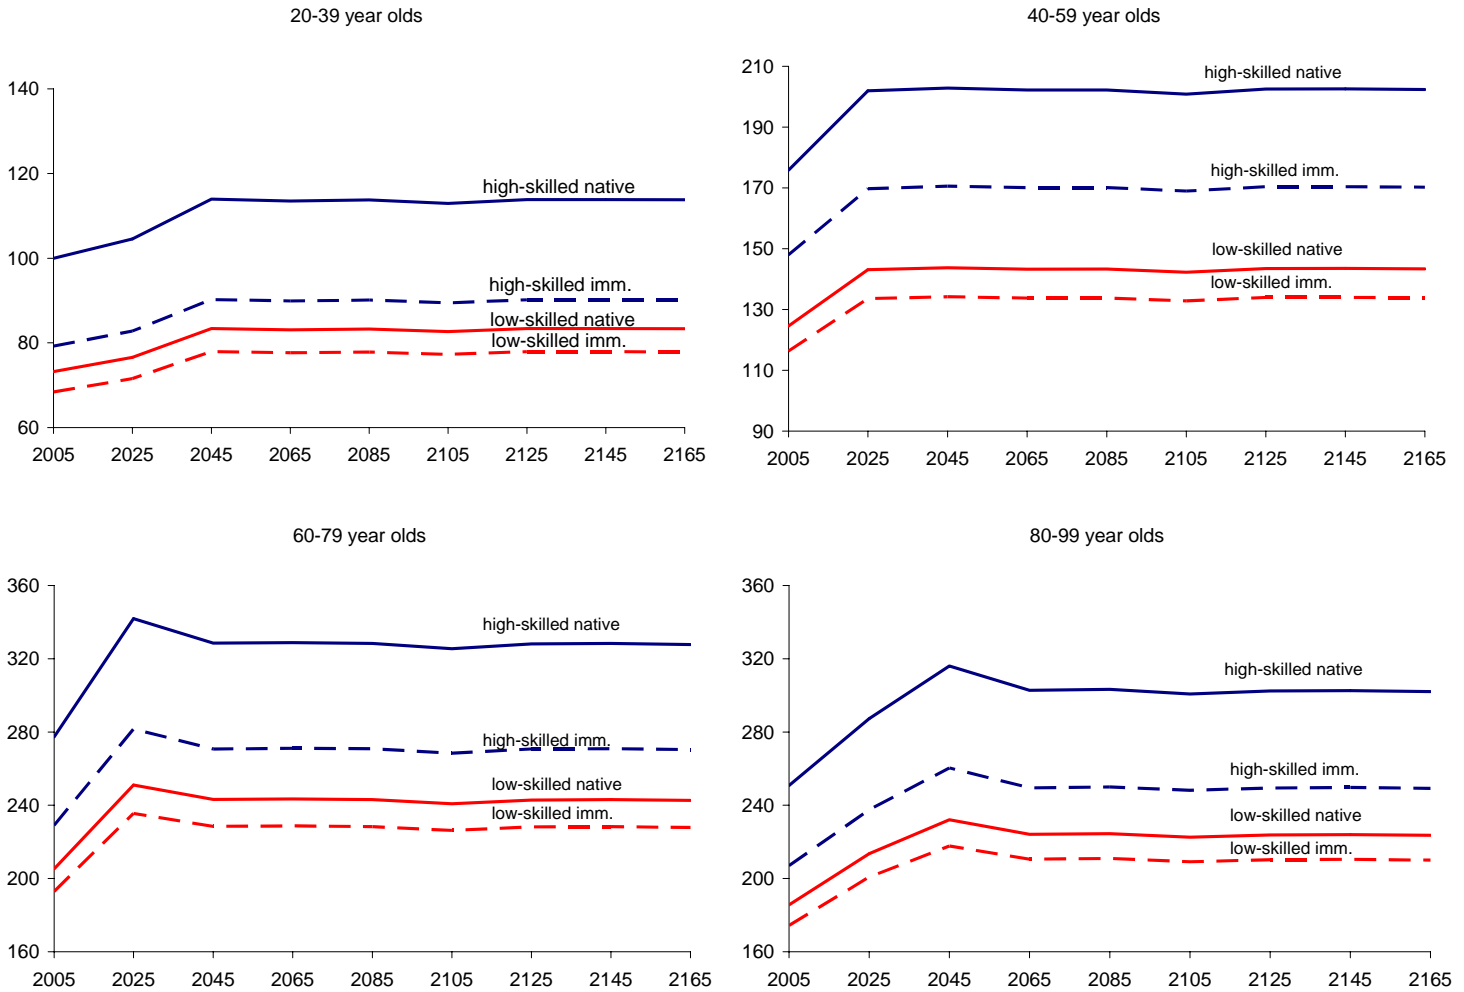 20-39 year olds
140
120
100
80
60
high-skilled native
high-skilled imm.
low-skilled native
low-skilled imm.
2005 2025 2045 2065 2085 2105 2125 2145 2165
40-59 year olds
210
190
170
150
130
110
90
high-skilled native
high-skilled imm.
low-skilled native
low-skilled imm.
2005 2025 2045 2065 2085 2105 2125 2145 2165
60-79 year olds
360
320
280
240
200
160
high-skilled native
high-skilled imm.
low-skilled native
low-skilled imm.
2005 2025 2045 2065 2085 2105 2125 2145 2165
80-99 year olds
360
320
280
240
200
160
high-skilled native
high-skilled imm.
low-skilled native
low-skilled imm.
2005 2025 2045 2065 2085 2105 2125 2145 2165